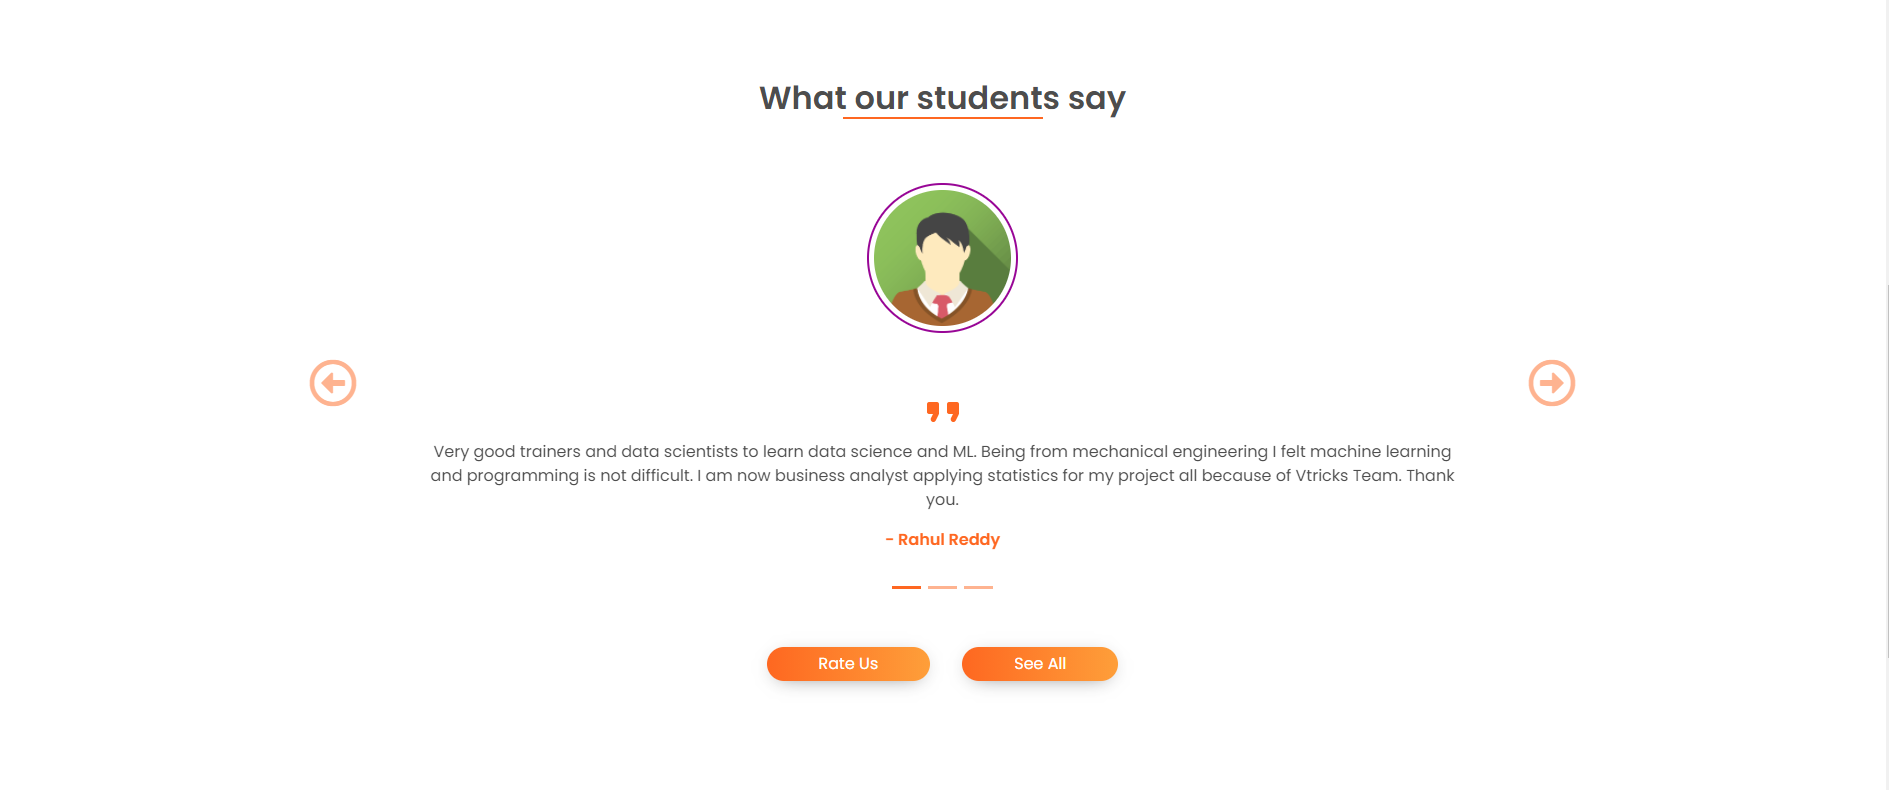 What our students say
Very good trainers and data scientists to learn data science and ML. Being from mechanical engineering I felt machine learning
and programming is not difficult. I am now business analyst applying statistics for my project all because of Vtricks Team. Thank
you.
- Rahul Reddy
Rate Us
See All